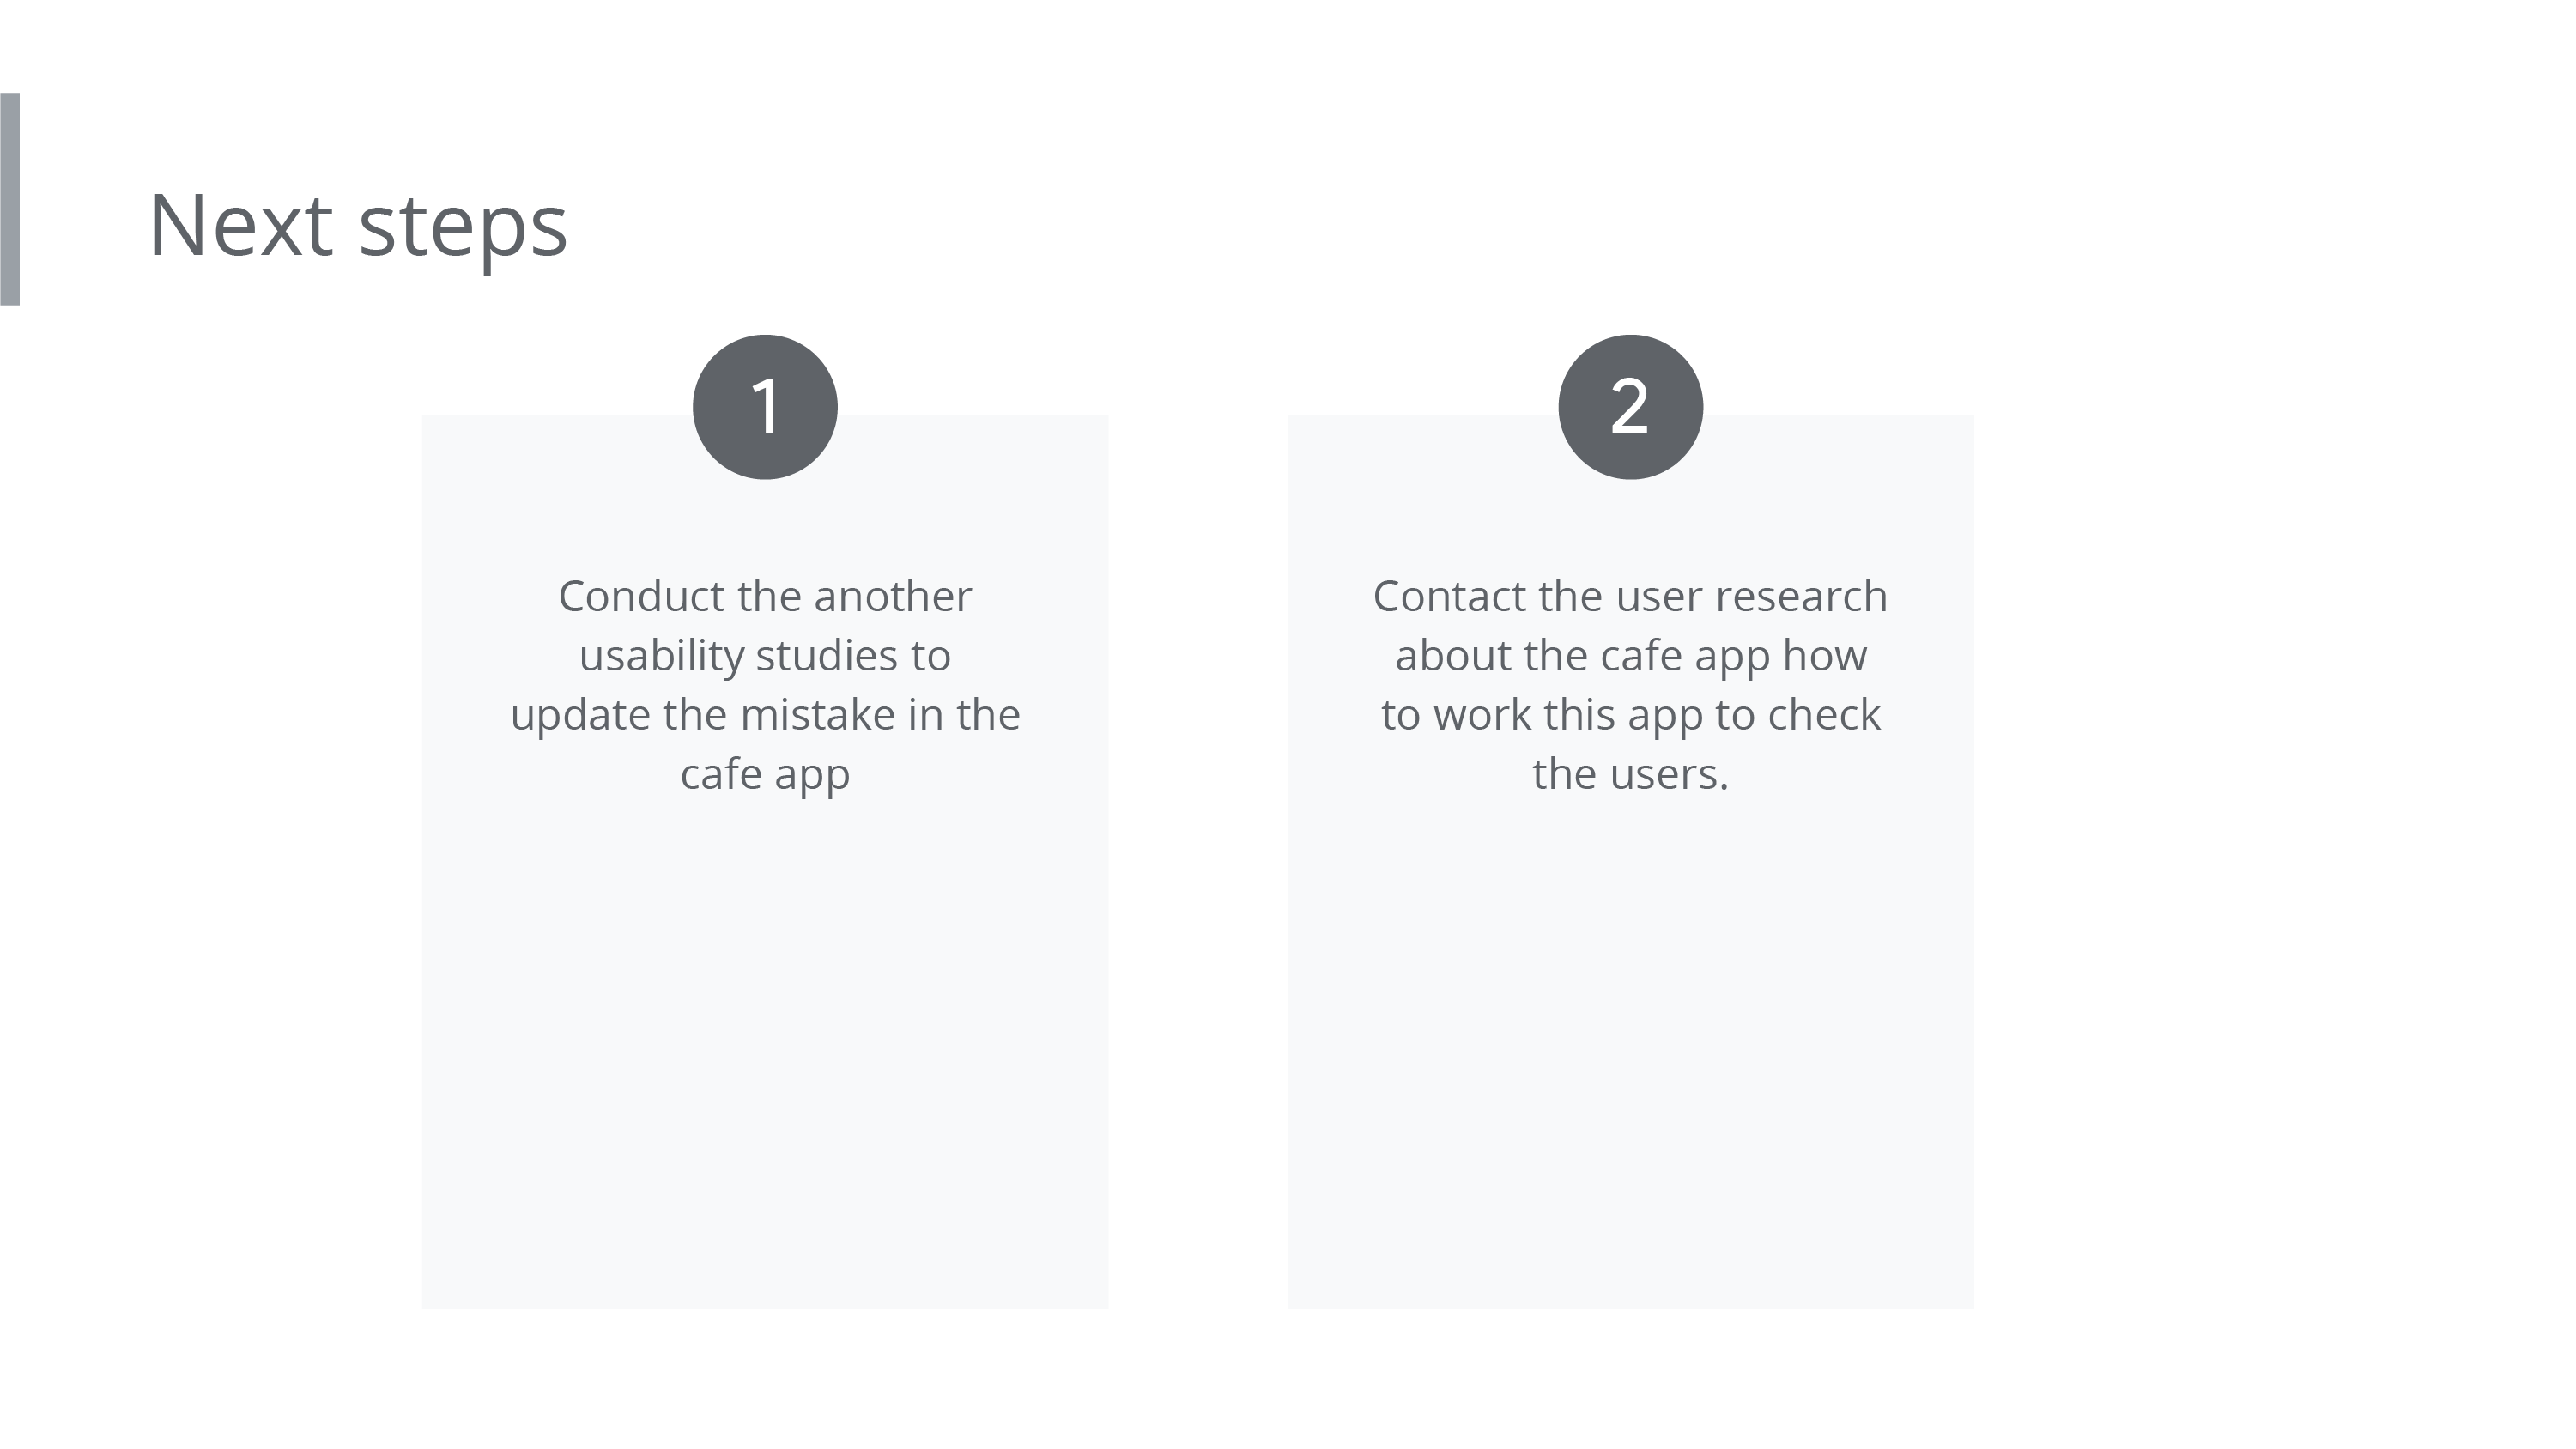 Next steps
1
Conduct the another
usability studies to
update the mistake in the
cafe app
2
Contact the user research
about the cafe app how
to work this app to check
the users.